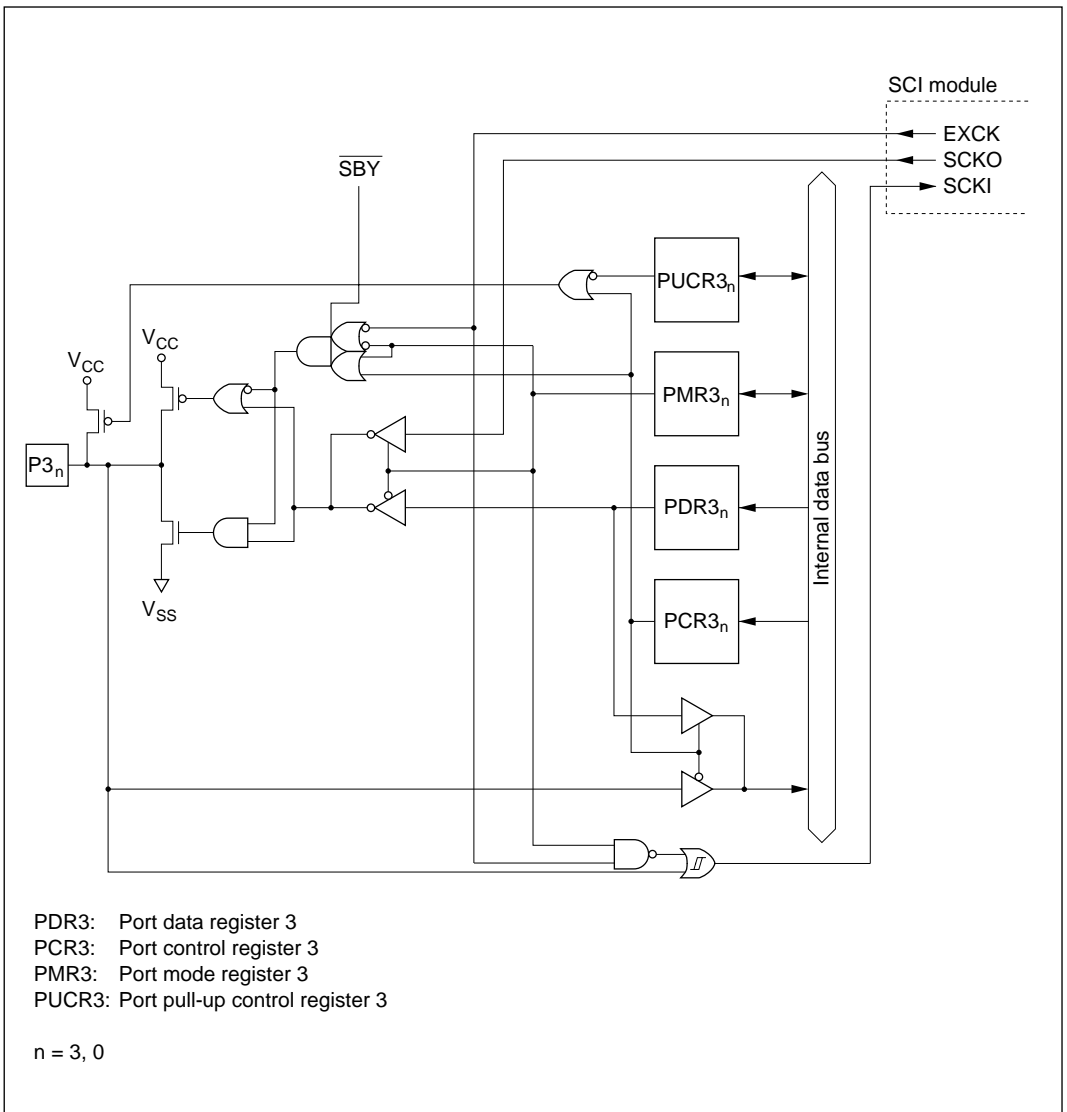 SCI module
EXCK
SCKO
SCKI
SBY
PUCR3n
VCC
VCC
PMR3n
P3n
PDR3n
Internal data bus
VSS
PCR3n
PDR3: Port data register 3
PCR3: Port control register 3
PMR3: Port mode register 3
PUCR3: Port pull-up control register 3
n = 3, 0